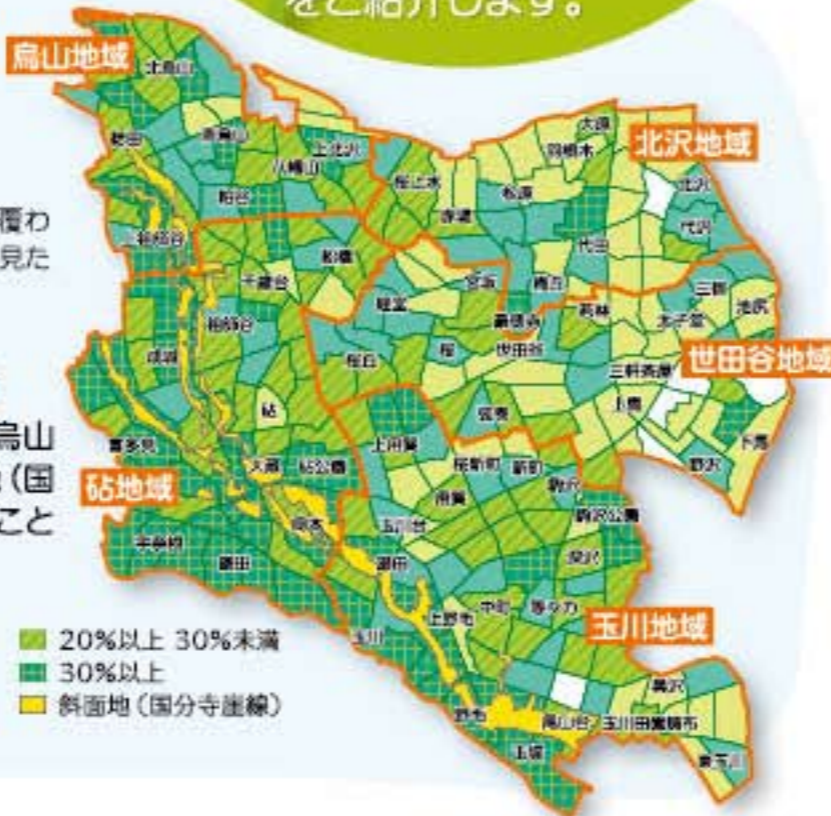 をご紹介します。
烏山地域
北烏山
南烏山
上北沢
八幡山
給田
粕谷
上祖師谷
覆わ
見た
北沢地域
大原
羽根木
北沢
桜上水
松原
赤堤
代沢
代田
梅丘
千歳台
船橋
祖師谷
成城
砧
喜多見
大蔵
砧公園
岡本
宇奈根
鎌田
砧地域
烏山
(国
こと
世田谷地域
宮坂
経堂
豪徳寺
桜
世田谷
桜丘
若林
三宿
池尻
太子堂
三軒茶屋
上馬
下馬
野沢
弦巻
玉川地域
上用賀
桜新町
新町
用賀
駒沢
駒沢公園
玉川台
深沢
瀬田
中町
等々力
上野毛
玉川
野毛
尾山台
玉堤
奥沢
玉川田園調布
東玉川
20%以上 30%未満
30%以上
斜面地(国分寺崖線)